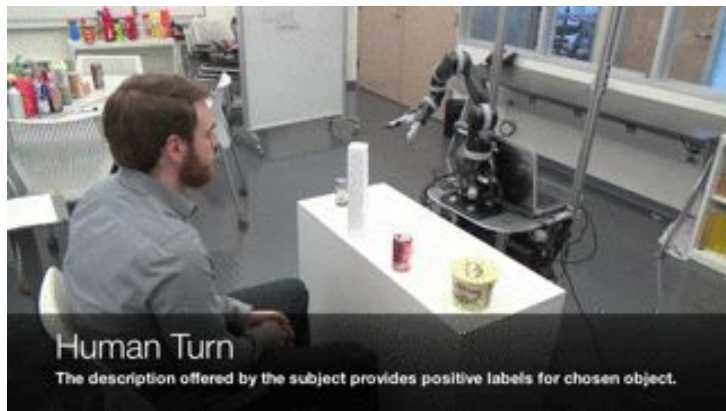 Human Turn
The description offered by the subject provides positive labels for chosen object.